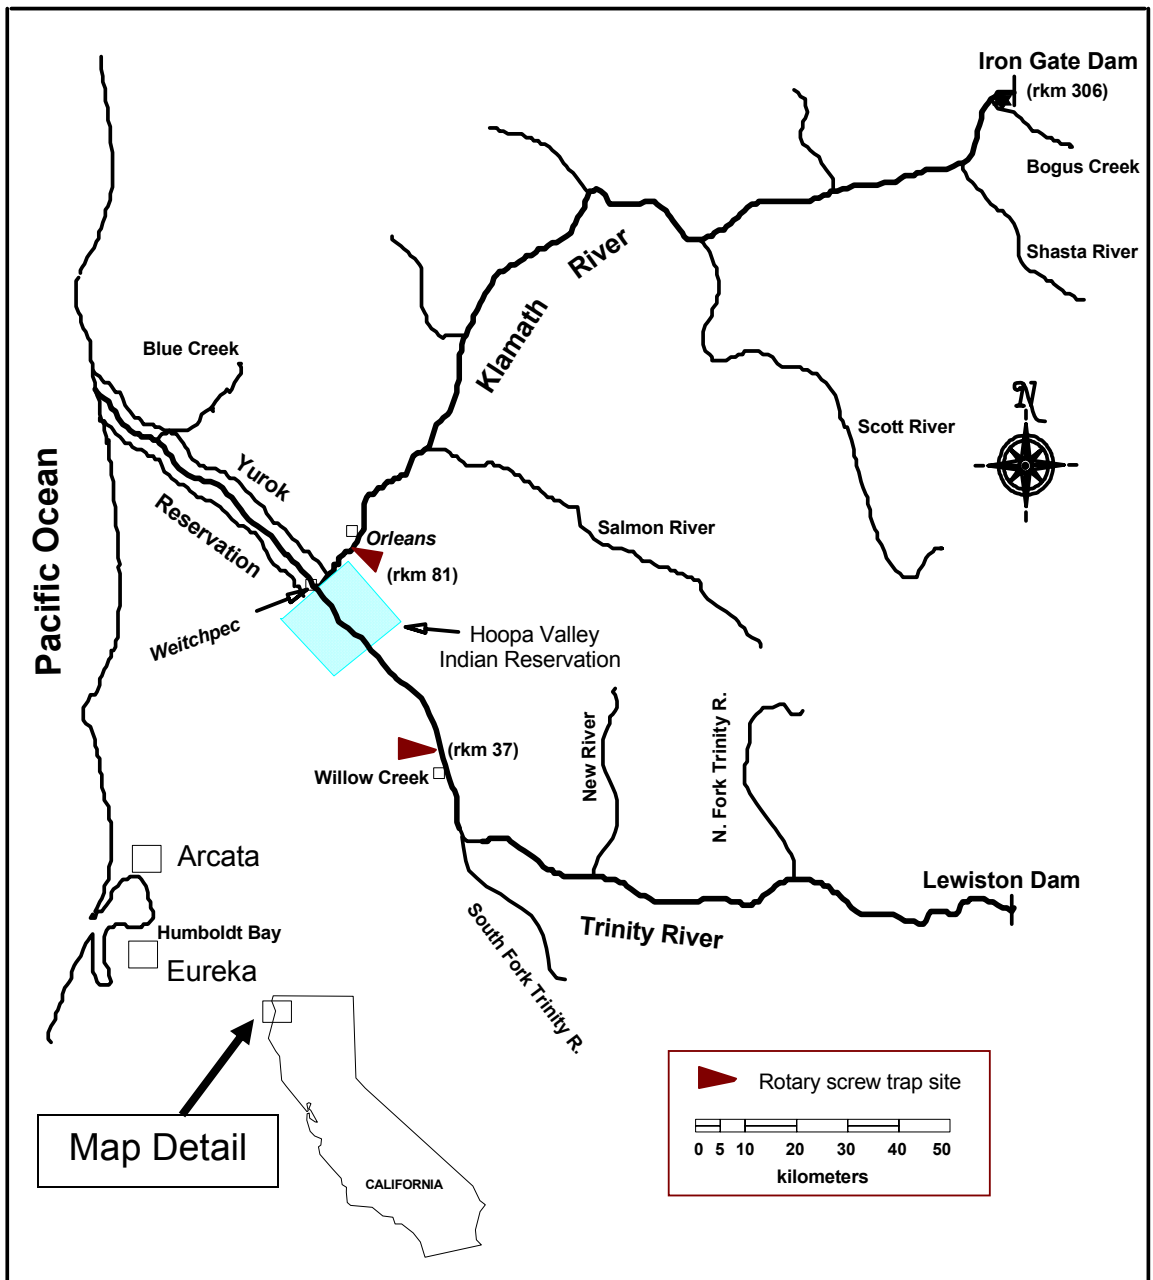 Iron Gate Dam
(rkm 306)
Bogus Creek
Shasta River
River
Klamath
Blue Creek
Scott River
Yurok
Reservation
Pacific Ocean
N
Salmon River
Orleans
(rkm 81)
Weitchpec
Hoopa Valley
Indian Reservation
New River
N. Fork Trinity R.
(rkm 37)
Willow Creek
Arcata
Lewiston Dam
Trinity River
South Fork Trinity R.
Humboldt Bay
Eureka
Map Detail
CALIFORNIA
Rotary screw trap site
0 5 10 20 30 40 50
kilometers